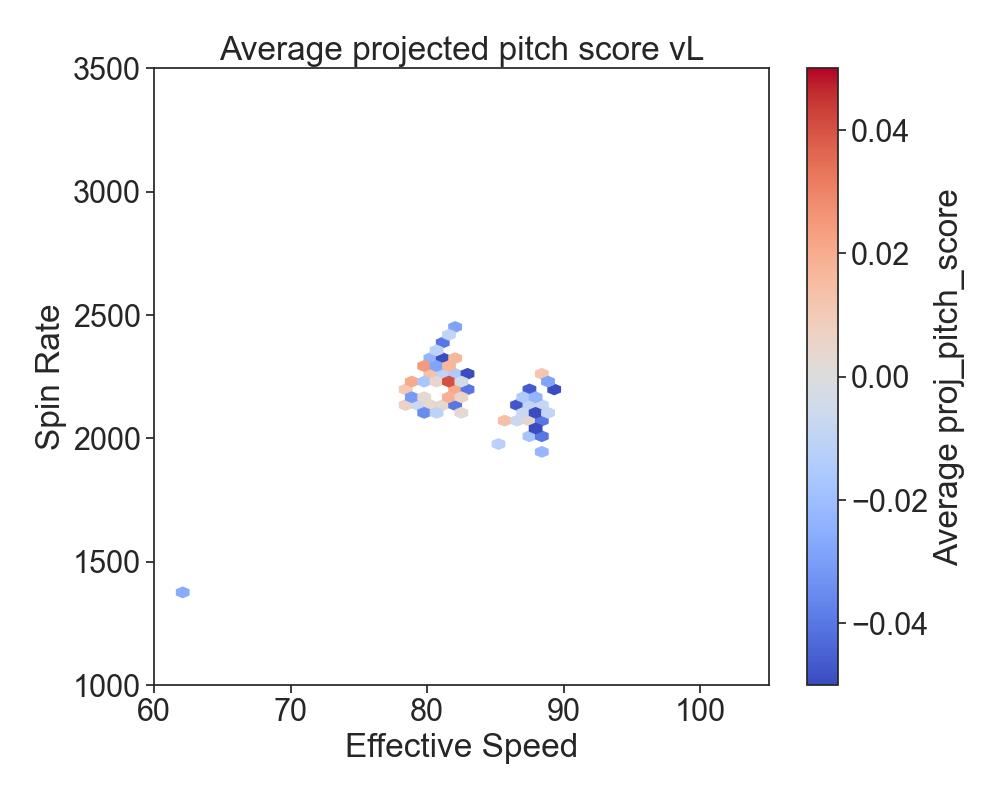 Average projected pitch score vL
3500
3000
2500
2000
1500
1000
Spin Rate
60 70 80 90 100
Effective Speed
0.04
0.02
0.00
−0.02
−0.04
Average proj_pitch_score